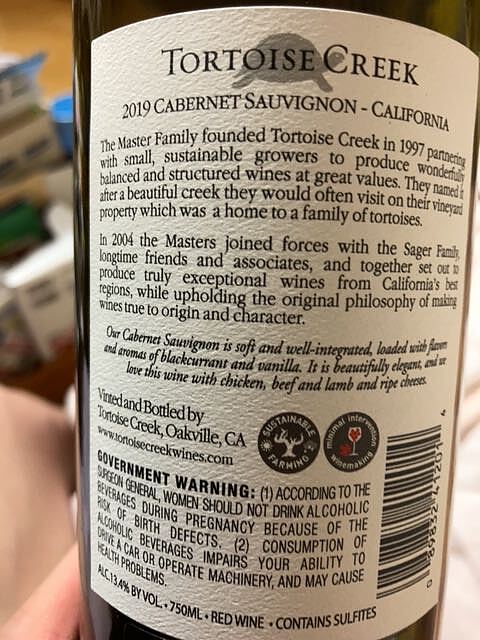 TORTOISE CREEK
2019 CABERNET SAUVIGNON - CALIFORNIA
The Master Family founded Tortoise Creek in 1997 partnering
with small, sustainable growers to produce wonderfully
balanced and structured wines at great values. They named it
after a beautiful creek they would often visit on their vineyard
property which was a home to a family of tortoises.
In 2004 the Masters joined forces with the Sager Family,
longtime friends and associates, and together set out to
produce truly exceptional wines from California's best
regions, while upholding the original philosophy of making
wines true to origin and character.
Our Cabernet Sauvignon is soft and well-integrated, loaded with flavors
and aromas of blackcurrant and vanilla. It is beautifully elegant, and we
love this wine with chicken, beef and lamb and ripe cheeses.
Vinted and Bottled by
Tortoise Creek, Oakville, CA
www.tortoisecreekwines.com
SUSTAINABLE
FARMING
minimal intervention
winemaking
GOVERNMENT WARNING: (1) ACCORDING TO THE
SURGEON GENERAL, WOMEN SHOULD NOT DRINK ALCOHOLIC
BEVERAGES DURING PREGNANCY BECAUSE OF THE
RISK OF BIRTH DEFECTS. (2) CONSUMPTION OF
ALCOHOLIC BEVERAGES IMPAIRS YOUR ABILITY TO
DRIVE A CAR OR OPERATE MACHINERY, AND MAY CAUSE
HEALTH PROBLEMS.
ALC.13.4% BY VOL. • 750ML • RED WINE • CONTAINS SULFITES